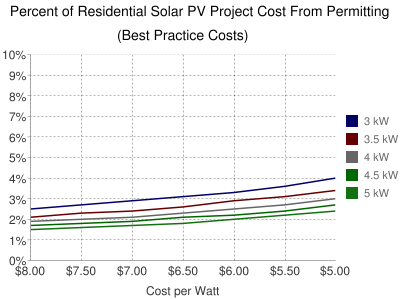 Percent of Residential Solar PV Project Cost From Permitting
(Best Practice Costs)
10%
9%
8%
7%
6%
5%
4%
3%
2%
1%
0%
$8.00 $7.50 $7.00 $6.50 $6.00 $5.50 $5.00
Cost per Watt
3 kW
3.5 kW
4 kW
4.5 kW
5 kW